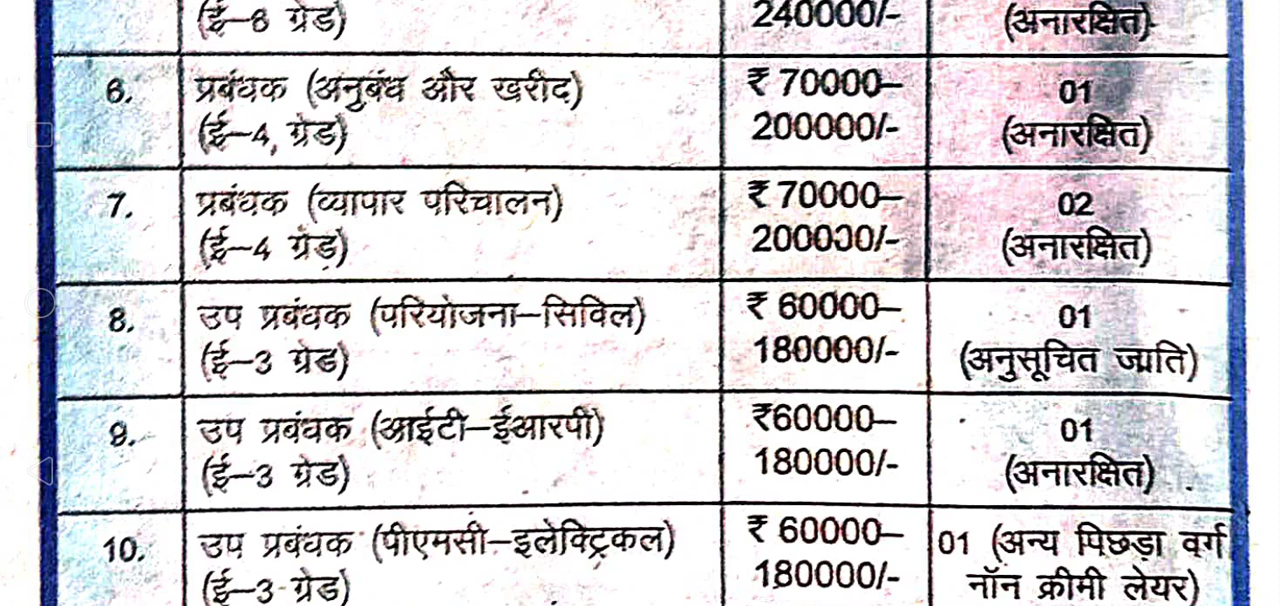 (ई–6 ग्रेड) 240000/- (अनारक्षित)
6. प्रबंधक (अनुबंध और खरीद) ₹ 70000– 01
(ई–4 ग्रेड) 200000/- (अनारक्षित)
7. प्रबंधक (व्यापार परिचालन) ₹ 70000– 02
(ई–4 ग्रेड) 200000/- (अनारक्षित)
8. उप प्रबंधक (परियोजना–सिविल) ₹ 60000– 01
(ई–3 ग्रेड) 180000/- (अनुसूचित जाति)
9. उप प्रबंधक (आईटी–ईआरपी) ₹60000– 01
(ई–3 ग्रेड) 180000/- (अनारक्षित)
10. उप प्रबंधक (पीएमसी–इलेक्ट्रिकल) ₹ 60000– 01 (अन्य पिछड़ा वर्ग
(ई–3 ग्रेड) 180000/- नॉन क्रीमी लेयर)